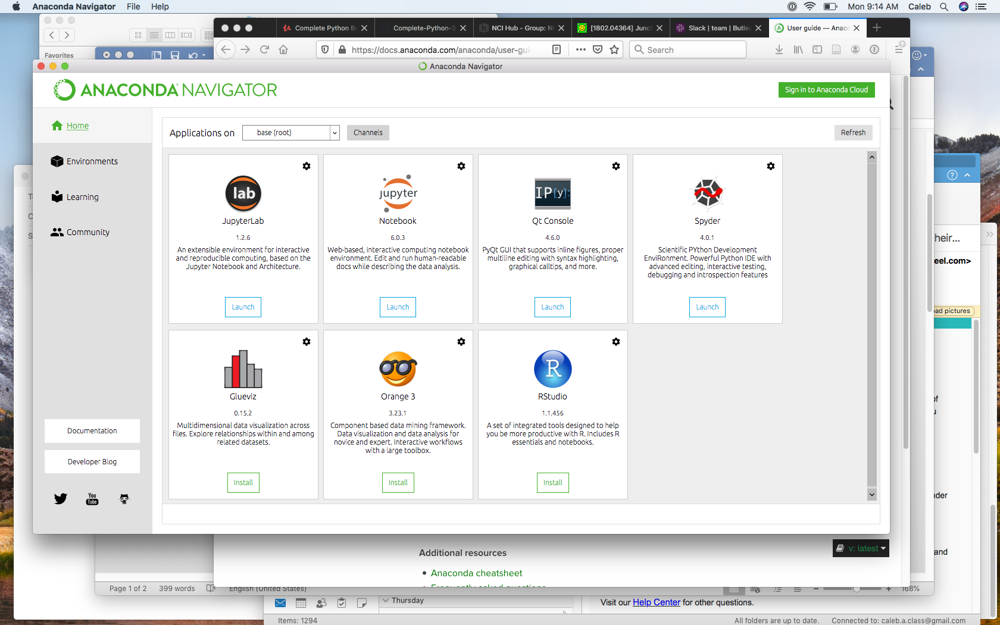 Anaconda Navigator File Help
Mon 9:14 AM Caleb
Favorites
Complete Python Bo
Complete-Python-3
NCI Hub - Group: NI
[1802.04364] Junct
Slack | team | Butler
User guide — Anaco
https://docs.anaconda.com/anaconda/user-gui
Search
Anaconda Navigator
ANACONDA NAVIGATOR
Sign in to Anaconda Cloud
Home
Environments
Learning
Community
Documentation
Developer Blog
You
Tube
Applications on
base (root)
Channels
Refresh
lab
JupyterLab
1.2.6
An extensible environment for interactive
and reproducible computing, based on the
Jupyter Notebook and Architecture.
Launch
jupyter
Notebook
6.0.3
Web-based, interactive computing notebook
environment. Edit and run human-readable
docs while describing the data analysis.
Launch
IP[y]:
Qt Console
4.6.0
PyQt GUI that supports inline figures, proper
multiline editing with syntax highlighting,
graphical calltips, and more.
Launch
Spyder
4.0.1
Scientific PYthon Development
EnviRonment. Powerful Python IDE with
advanced editing, interactive testing,
debugging and introspection features
Launch
Glueviz
0.15.2
Multidimensional data visualization across
files. Explore relationships within and among
related datasets.
Install
Orange 3
3.23.1
Component based data mining framework.
Data visualization and data analysis for
novice and expert. Interactive workflows
with a large toolbox.
Install
R
RStudio
1.1.456
A set of integrated tools designed to help
you be more productive with R. Includes R
essentials and notebooks.
Install
heir...
eel.com>
ad pictures
of
u
nder
and
Additional resources
v: latest
Anaconda cheatsheet
Frequently asked questions
Page 1 of 2 399 words English (United States)
168%
Thursday
Visit our Help Center for other questions.
Items: 1294
All folders are up to date. Connected to: caleb.a.class@gmail.com